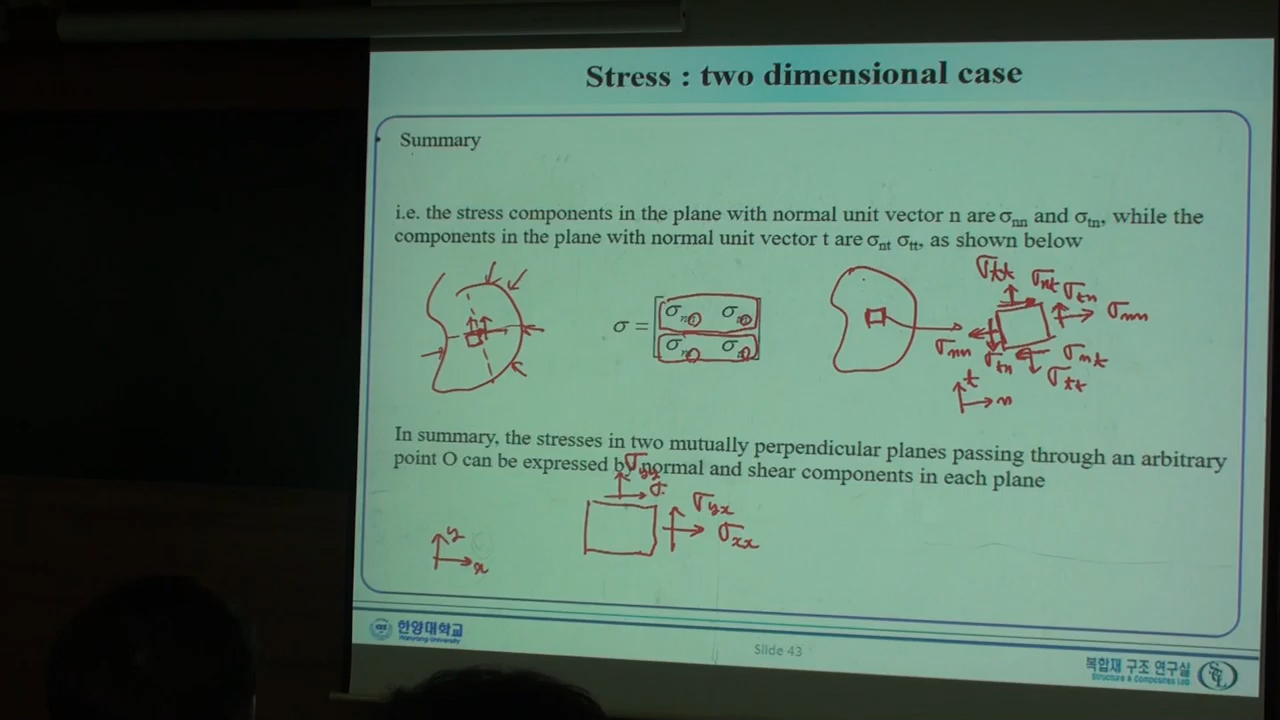 Stress : two dimensional case
• Summary
i.e. the stress components in the plane with normal unit vector n are σnn and σtn, while the
components in the plane with normal unit vector t are σnt σtt, as shown below
σtt σnt σtn σnn
σ =
σnn σtn σnt σtt
t
n
In summary, the stresses in two mutually perpendicular planes passing through an arbitrary
point O can be expressed by normal and shear components in each plane
σyy
σ
σyx
σxx
y
x
한양대학교
Hanyang University
Slide 43
복합재 구조 연구실
Structures & Composites Lab